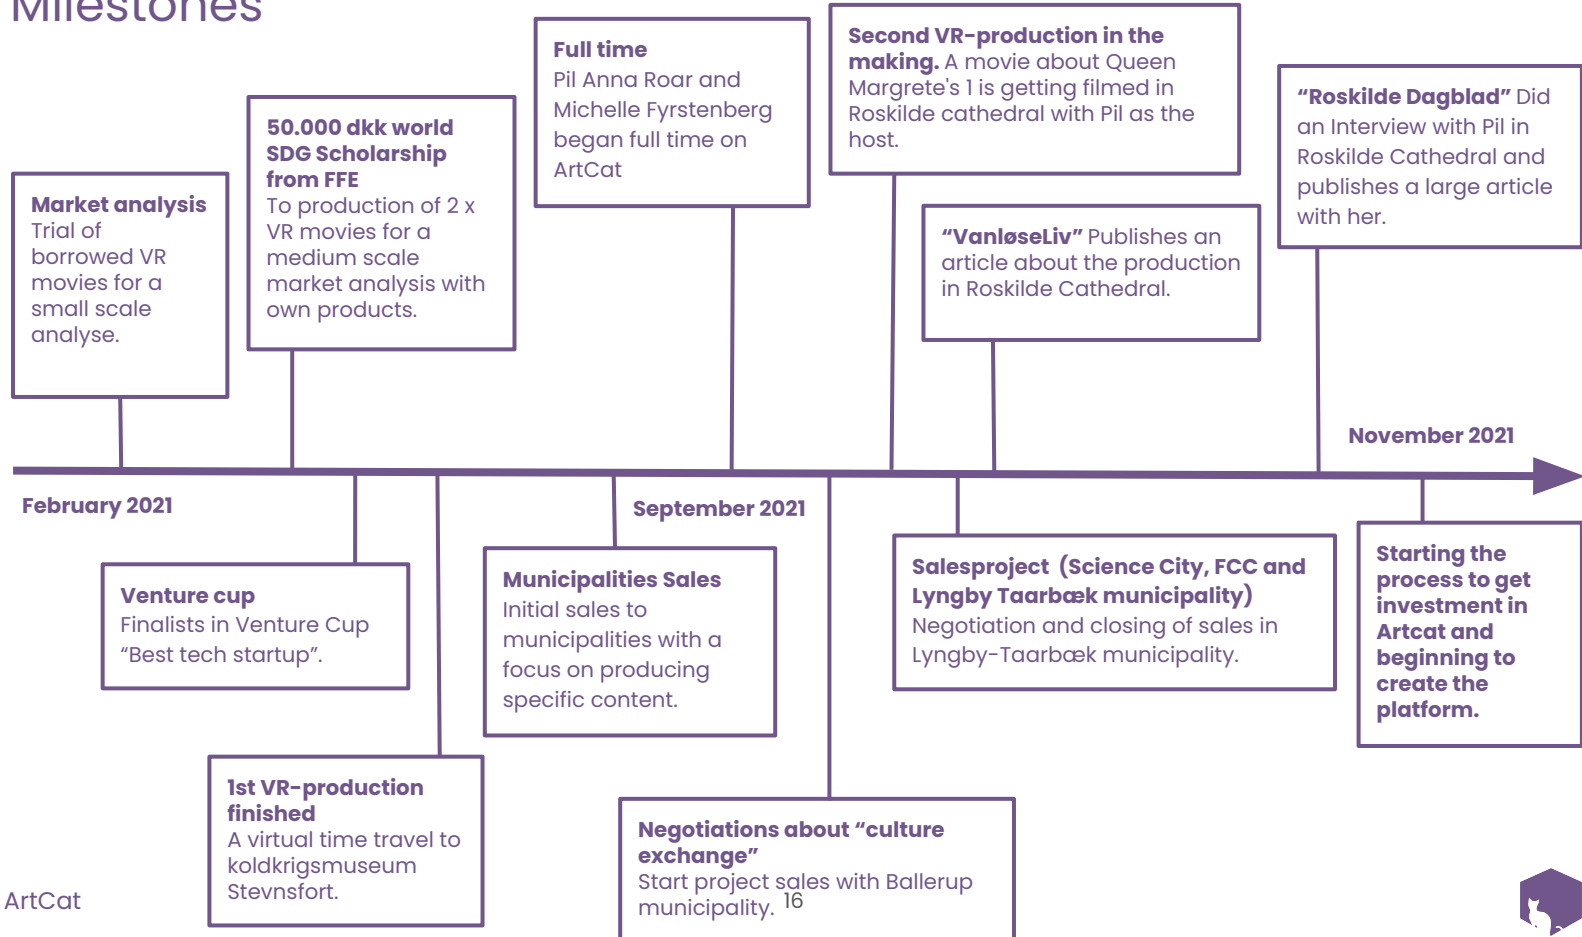 Milestones
Market analysis
Trial of
borrowed VR
movies for a
small scale
analyse.
50.000 dkk world
SDG Scholarship
from FFE
To production of 2 x
VR movies for a
medium scale
market analysis with
own products.
Full time
Pil Anna Roar and
Michelle Fyrstenberg
began full time on
ArtCat
Second VR-production in the
making. A movie about Queen
Margrete's 1 is getting filmed in
Roskilde cathedral with Pil as the
host.
“VanløseLiv” Publishes an
article about the production
in Roskilde Cathedral.
“Roskilde Dagblad” Did
an Interview with Pil in
Roskilde Cathedral and
publishes a large article
with her.
November 2021
February 2021
September 2021
Venture cup
Finalists in Venture Cup
“Best tech startup”.
1st VR-production
finished
A virtual time travel to
koldkrigsmuseum
Stevnsfort.
Municipalities Sales
Initial sales to
municipalities with a
focus on producing
specific content.
Negotiations about “culture
exchange”
Start project sales with Ballerup
municipality.
Salesproject (Science City, FCC and
Lyngby Taarbæk municipality)
Negotiation and closing of sales in
Lyngby-Taarbæk municipality.
Starting the
process to get
investment in
Artcat and
beginning to
create the
platform.
ArtCat
16